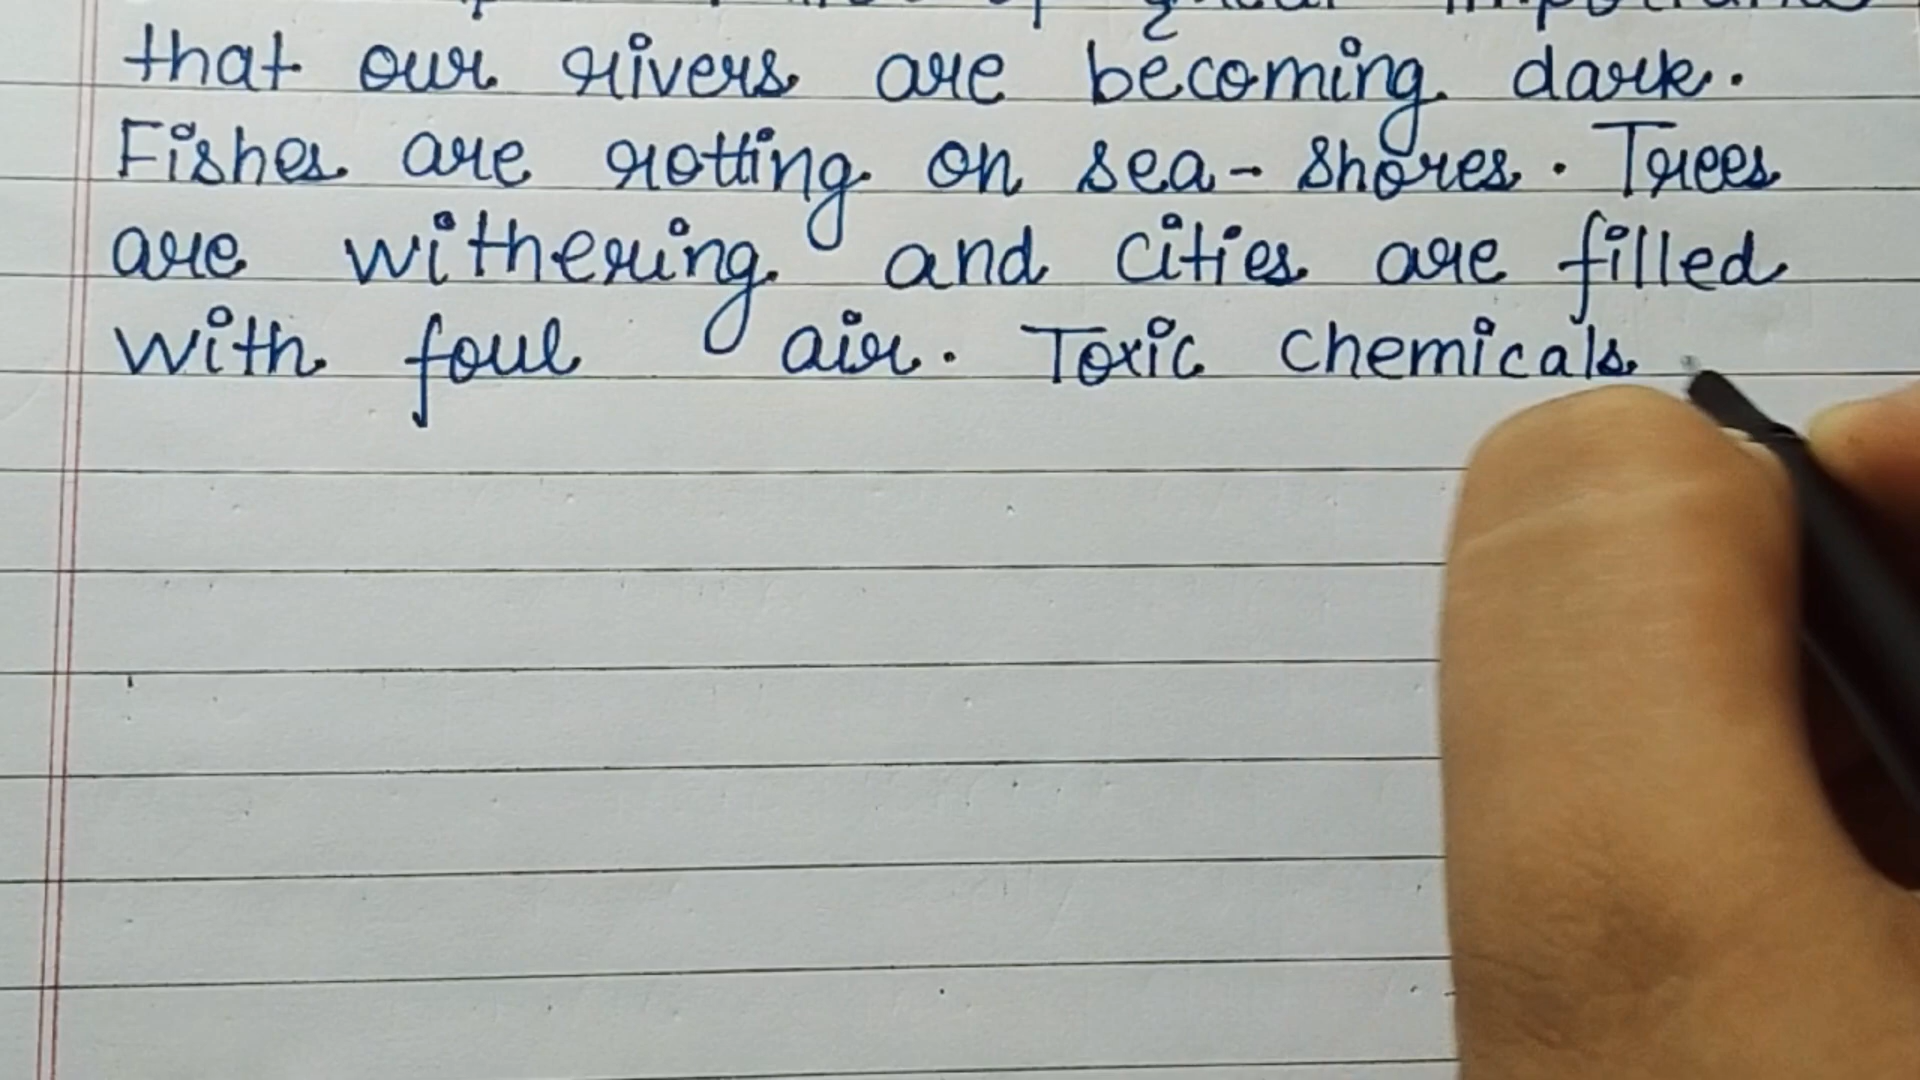 that our rivers are becoming dark.
Fishes are rotting on sea-shores. Trees
are withering and cities are filled
with foul air. Toxic chemicals